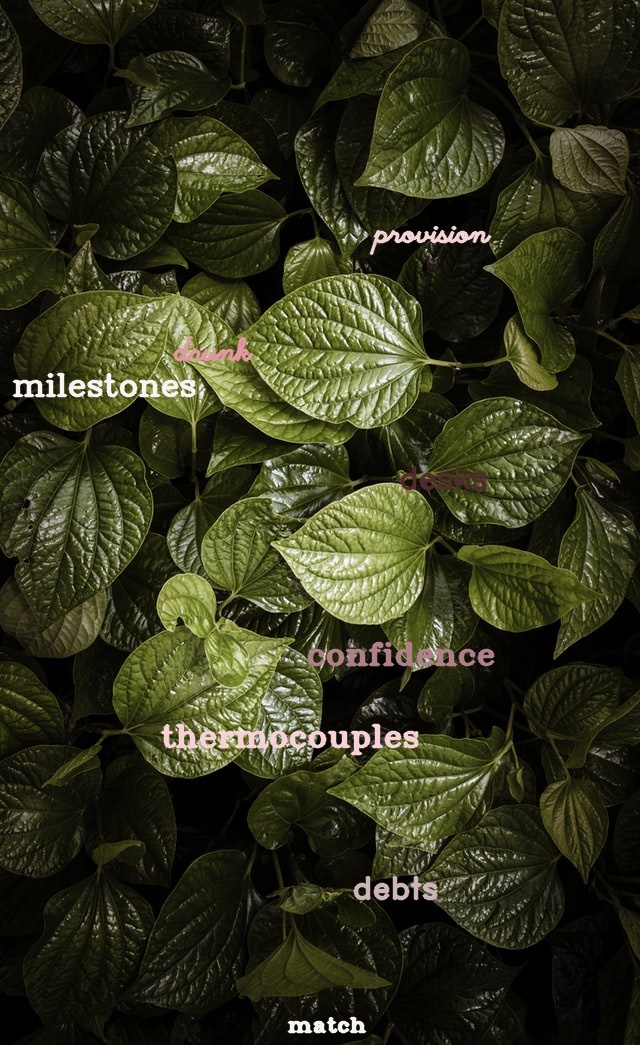 provision
drunk
milestones
desks
confidence
thermocouples
debts
match